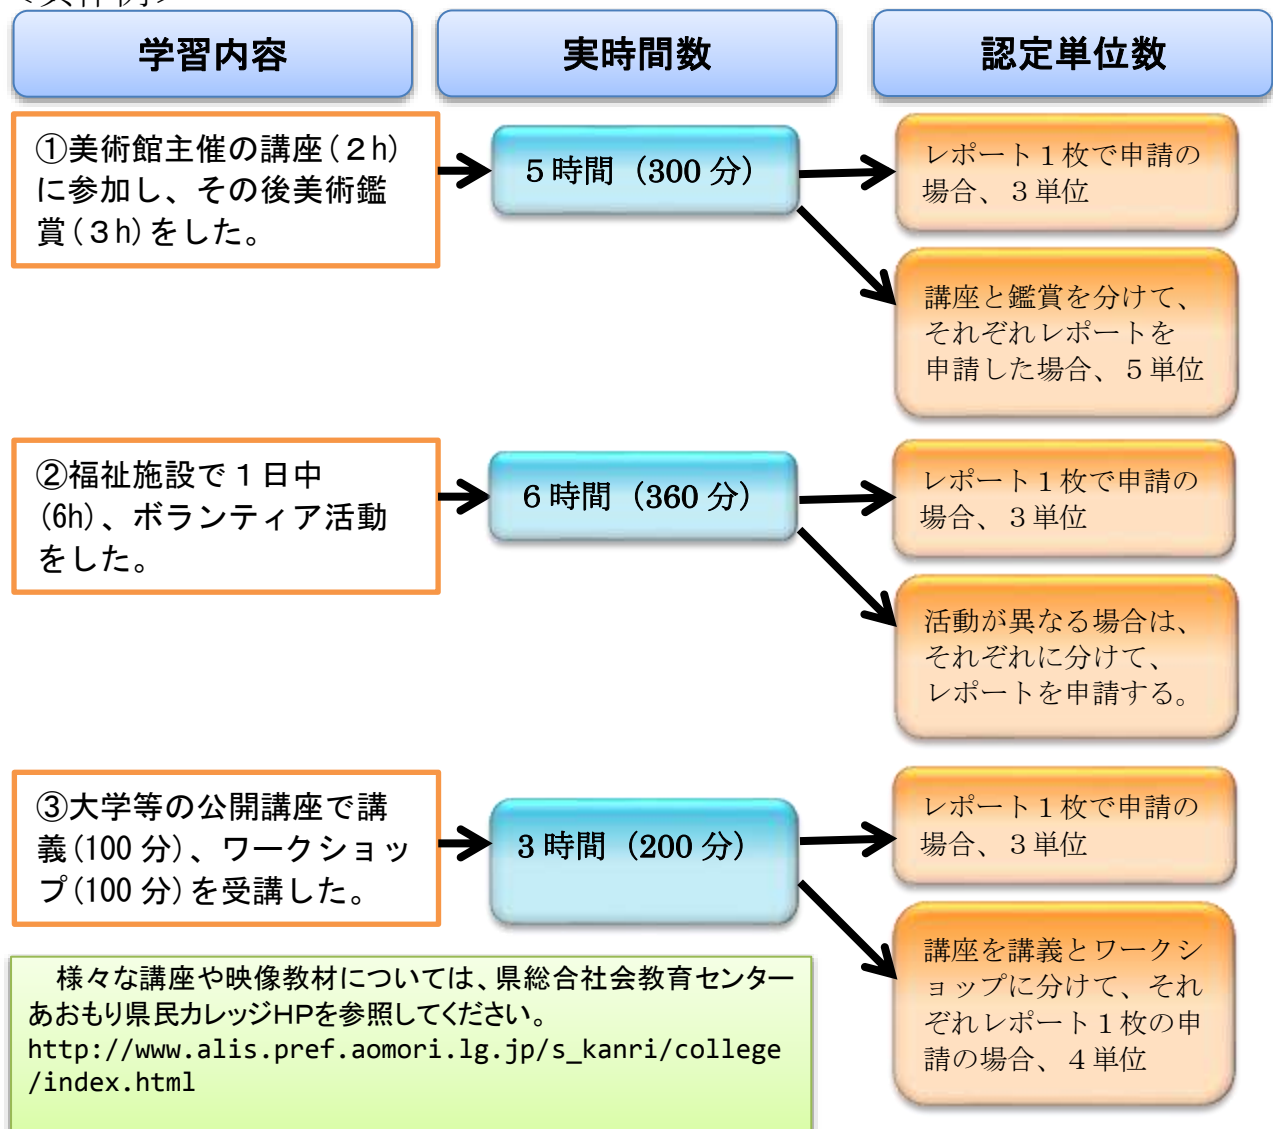 ＜具体例＞
学習内容
実時間数
認定単位数
①美術館主催の講座(２h)
に参加し、その後美術鑑
賞(３h)をした。
５時間（300 分）
レポート１枚で申請の
場合、３単位
講座と鑑賞を分けて、
それぞれレポートを
申請した場合、５単位
②福祉施設で１日中
(6h)、ボランティア活動
をした。
６時間（360 分）
レポート１枚で申請の
場合、３単位
活動が異なる場合は、
それぞれに分けて、
レポートを申請する。
③大学等の公開講座で講
義(100 分)、ワークショッ
プ(100 分)を受講した。
３時間（200 分）
レポート１枚で申請の
場合、３単位
講座を講義とワークシ
ョップに分けて、それ
ぞれレポート１枚の申
請の場合、４単位
様々な講座や映像教材については、県総合社会教育センター
あおもり県民カレッジＨＰを参照してください。
http://www.alis.pref.aomori.lg.jp/s_kanri/college
/index.html